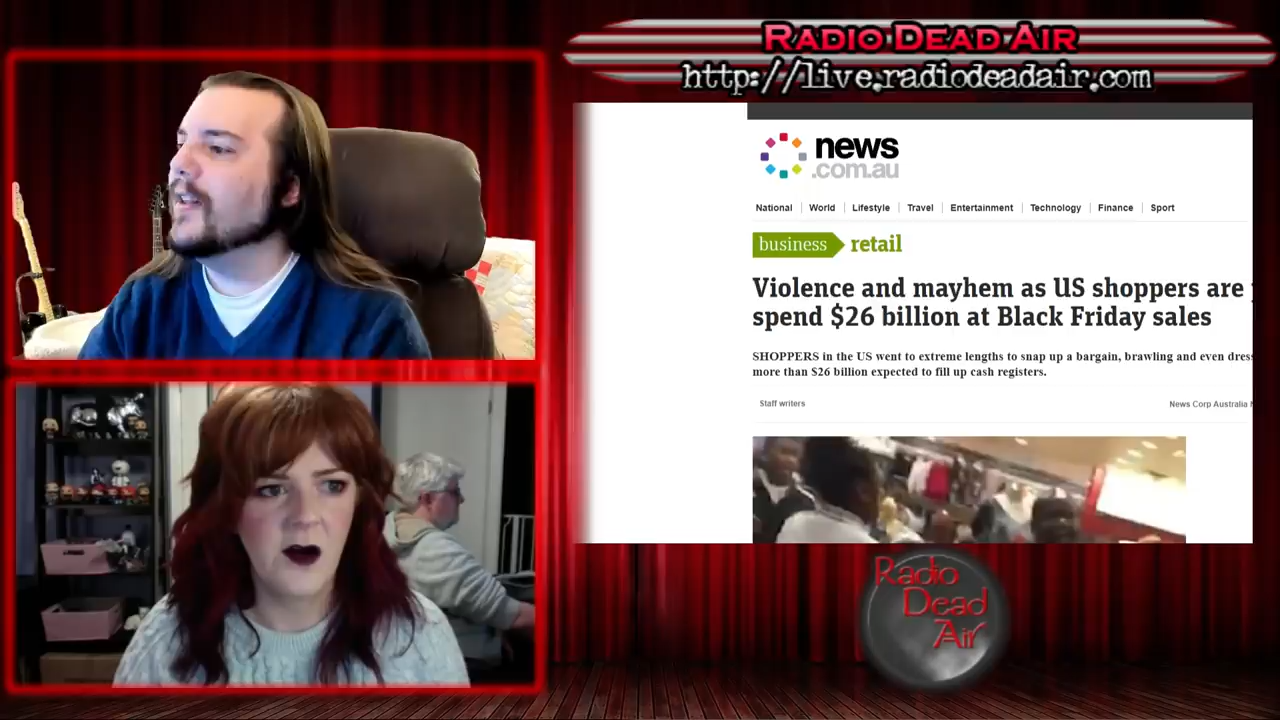 Radio Dead Air
http://live.radiodeadair.com
news
.com.au
National World Lifestyle Travel Entertainment Technology Finance Sport
business retail
Violence and mayhem as US shoppers are
spend $26 billion at Black Friday sales
SHOPPERS in the US went to extreme lengths to snap up a bargain, brawling and even
more than $26 billion expected to fill up cash registers.
Staff writers News Corp Australia
Radio
Dead
Air